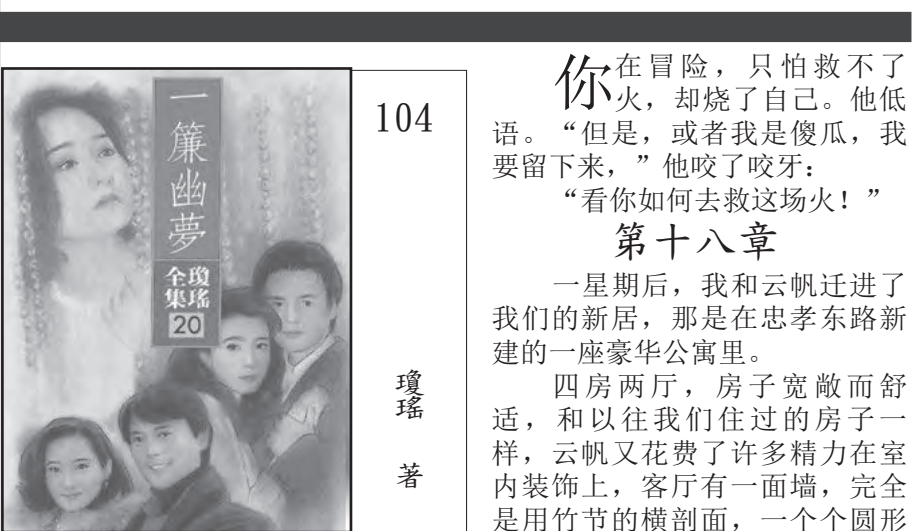 一簾幽夢
瓊瑤
全集
20
104
瓊瑤 著
你在冒险，只怕救不了
火，却烧了自己。他低
语。“但是，或者我是傻瓜，我
要留下来，”他咬了咬牙：
“看你如何去救这场火！”
第十八章
一星期后，我和云帆迁进了
我们的新居，那是在忠孝东路新
建的一座豪华公寓里。
四房两厅，房子宽敞而舒
适，和以往我们住过的房子一
样，云帆又花费了许多精力在室
内装饰上，客厅有一面墙，完全
是用竹节的横剖面，一个个圆形